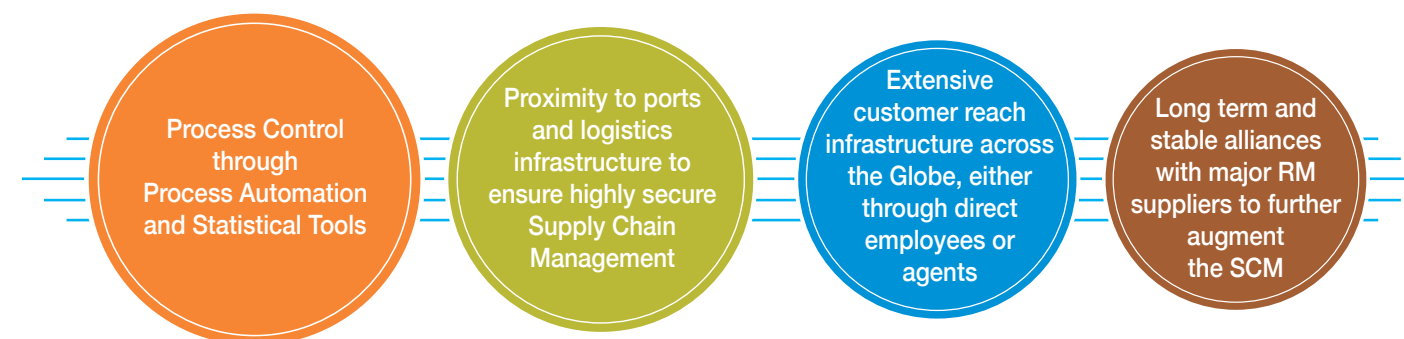 Process Control
through
Process Automation
and Statistical Tools
Proximity to ports
and logistics
infrastructure to
ensure highly secure
Supply Chain
Management
Extensive
customer reach
infrastructure across
the Globe, either
through direct
employees or
agents
Long term and
stable alliances
with major RM
suppliers to further
augment
the SCM